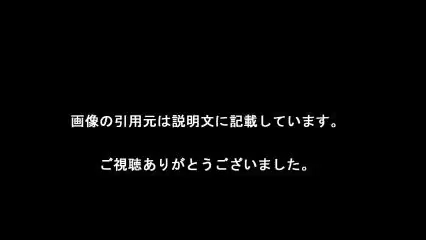 画像の引用元は説明文に記載しています。
ご視聴ありがとうございました。